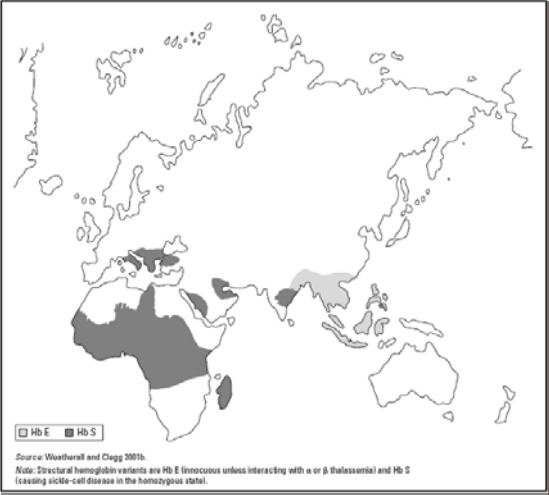 Hb E Hb S
Source: Weatherall and Clegg 2001b.
Note: Structural hemoglobin variants are Hb E (innocuous unless interacting with α or β thalassemia) and Hb S
(causing sickle-cell disease in the homozygous state).